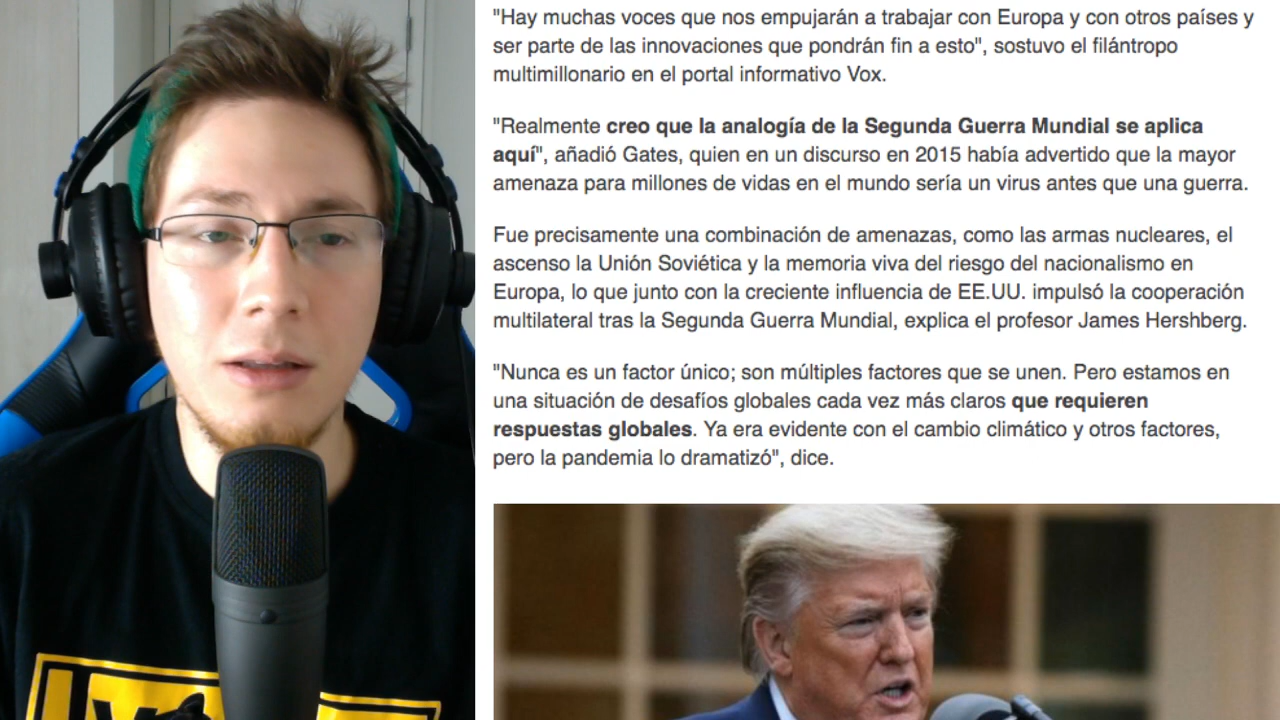 "Hay muchas voces que nos empujarán a trabajar con Europa y con otros países y
ser parte de las innovaciones que pondrán fin a esto", sostuvo el filántropo
multimillonario en el portal informativo Vox.
"Realmente creo que la analogía de la Segunda Guerra Mundial se aplica
aquí", añadió Gates, quien en un discurso en 2015 había advertido que la mayor
amenaza para millones de vidas en el mundo sería un virus antes que una guerra.
Fue precisamente una combinación de amenazas, como las armas nucleares, el
ascenso la Unión Soviética y la memoria viva del riesgo del nacionalismo en
Europa, lo que junto con la creciente influencia de EE.UU. impulsó la cooperación
multilateral tras la Segunda Guerra Mundial, explica el profesor James Hershberg.
"Nunca es un factor único; son múltiples factores que se unen. Pero estamos en
una situación de desafíos globales cada vez más claros que requieren
respuestas globales. Ya era evidente con el cambio climático y otros factores,
pero la pandemia lo dramatizó", dice.